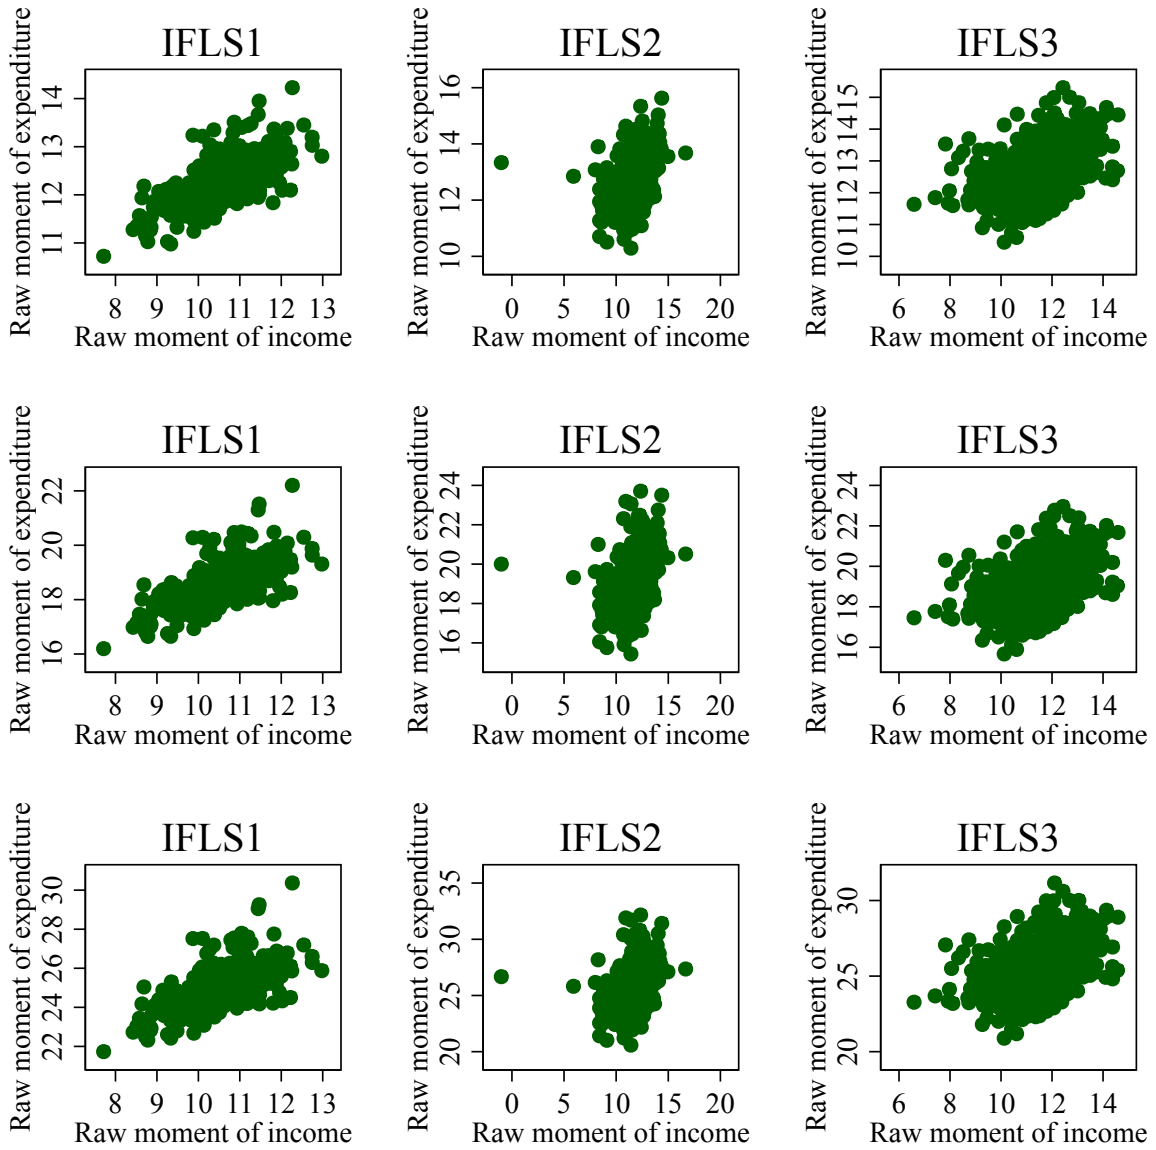 IFLS1
Raw moment of expenditure
14
13
12
11
8 9 10 11 12 13
Raw moment of income
IFLS2
Raw moment of expenditure
16
14
12
10
0 5 10 15 20
Raw moment of income
IFLS3
Raw moment of expenditure
15
14
13
12
11
10
6 8 10 12 14
Raw moment of income
IFLS1
Raw moment of expenditure
22
20
18
16
8 9 10 11 12 13
Raw moment of income
IFLS2
Raw moment of expenditure
24
22
20
18
16
0 5 10 15 20
Raw moment of income
IFLS3
Raw moment of expenditure
24
22
20
18
16
6 8 10 12 14
Raw moment of income
IFLS1
Raw moment of expenditure
30
28
26
24
22
8 9 10 11 12 13
Raw moment of income
IFLS2
Raw moment of expenditure
35
30
25
20
0 5 10 15 20
Raw moment of income
IFLS3
Raw moment of expenditure
30
25
20
6 8 10 12 14
Raw moment of income